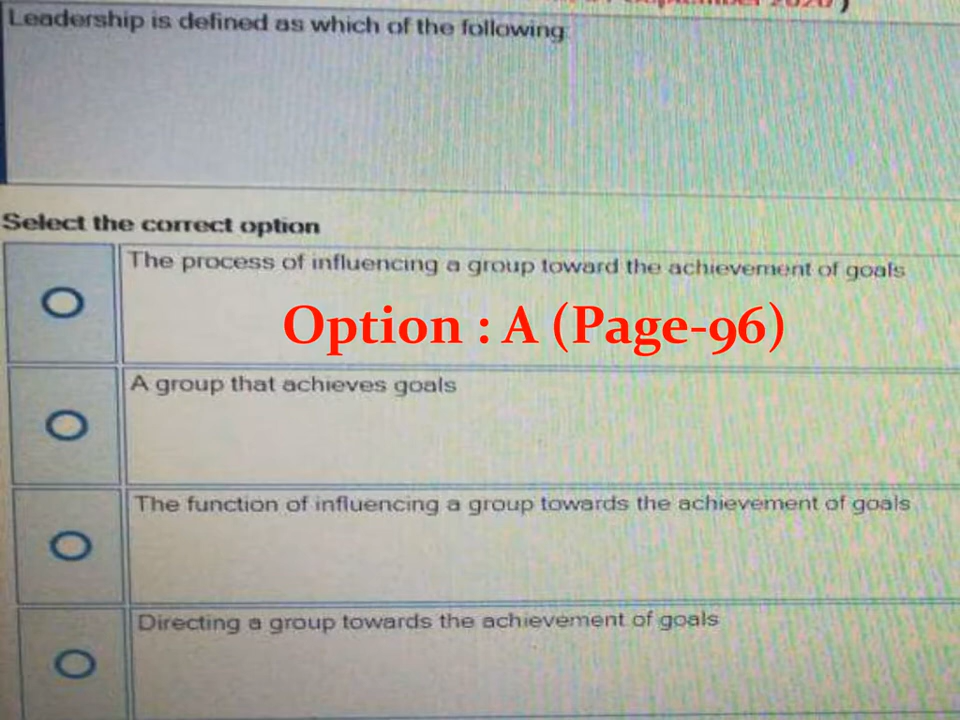 Leadership is defined as which of the following
Select the correct option
The process of influencing a group toward the achievement of goals
Option : A (Page-96)
A group that achieves goals
The function of influencing a group towards the achievement of goals
Directing a group towards the achievement of goals